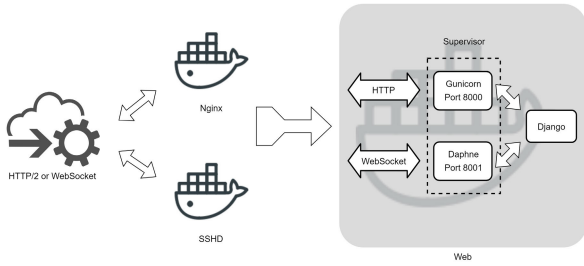 HTTP/2 or WebSocket
Nginx
SSHD
Supervisor
HTTP
Gunicorn
Port 8000
Django
WebSocket
Daphne
Port 8001
Web